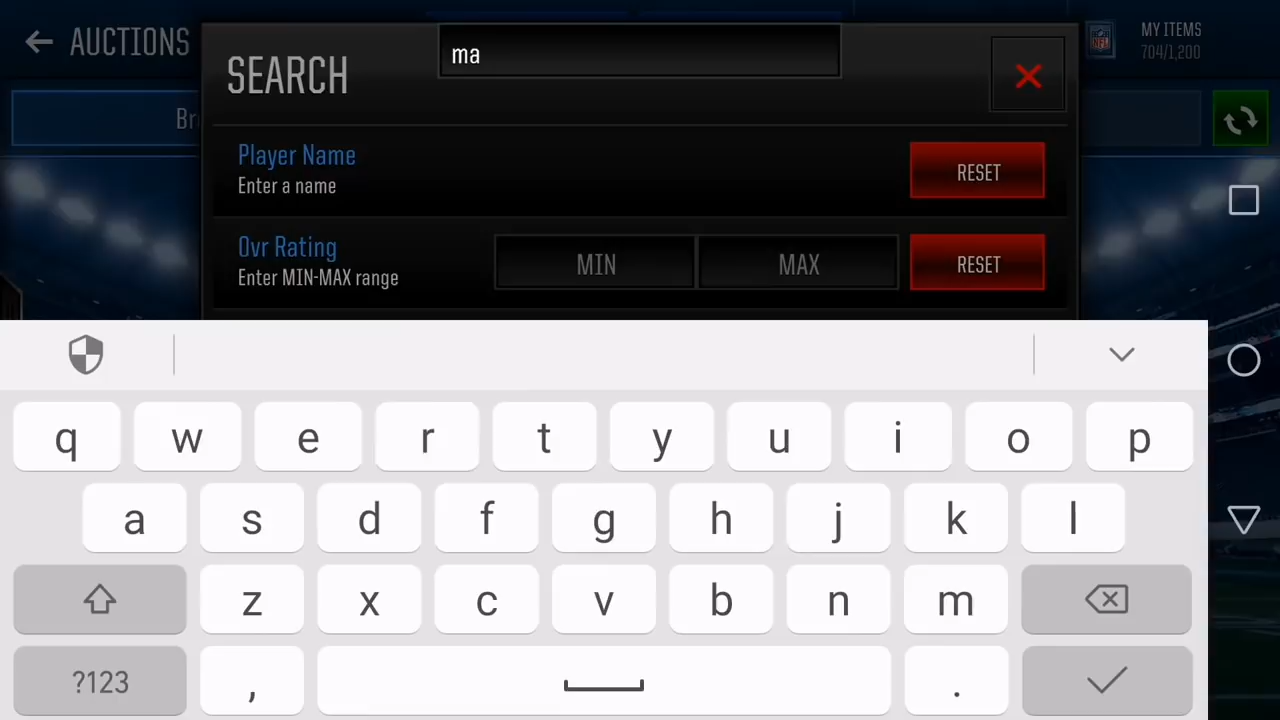 AUCTIONS
ma
MY ITEMS
704/1,200
SEARCH
Br
Player Name
Enter a name
RESET
Ovr Rating
Enter MIN-MAX range
MIN
MAX
RESET
q w e r t y u i o p
a s d f g h j k l
z x c v b n m
?123 , .